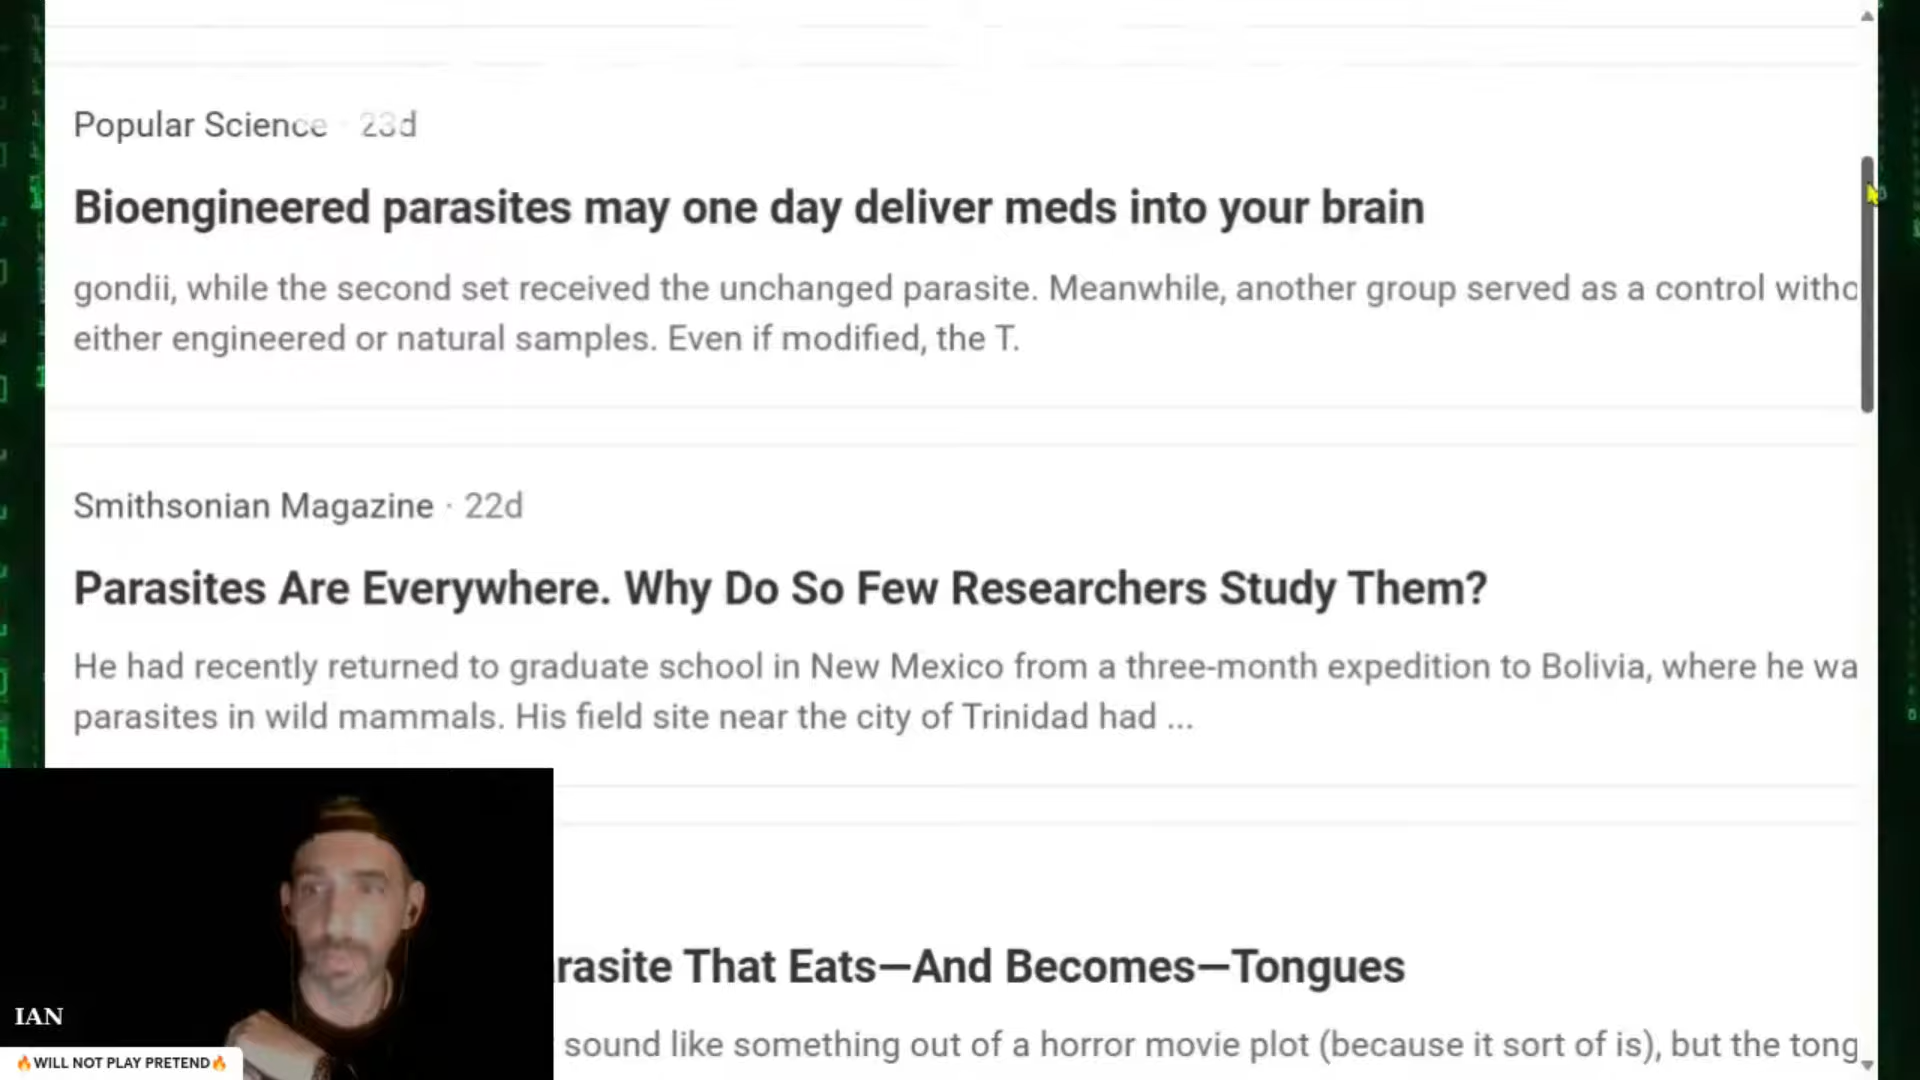 Popular Science · 23d
Bioengineered parasites may one day deliver meds into your brain
gondii, while the second set received the unchanged parasite. Meanwhile, another group served as a control
either engineered or natural samples. Even if modified, the T.
Smithsonian Magazine · 22d
Parasites Are Everywhere. Why Do So Few Researchers Study Them?
He had recently returned to graduate school in New Mexico from a three-month expedition to Bolivia, where he wa
parasites in wild mammals. His field site near the city of Trinidad had ...
rasite That Eats—And Becomes—Tongues
sound like something out of a horror movie plot (because it sort of is), but the tong
IAN
🔥WILL NOT PLAY PRETEND🔥